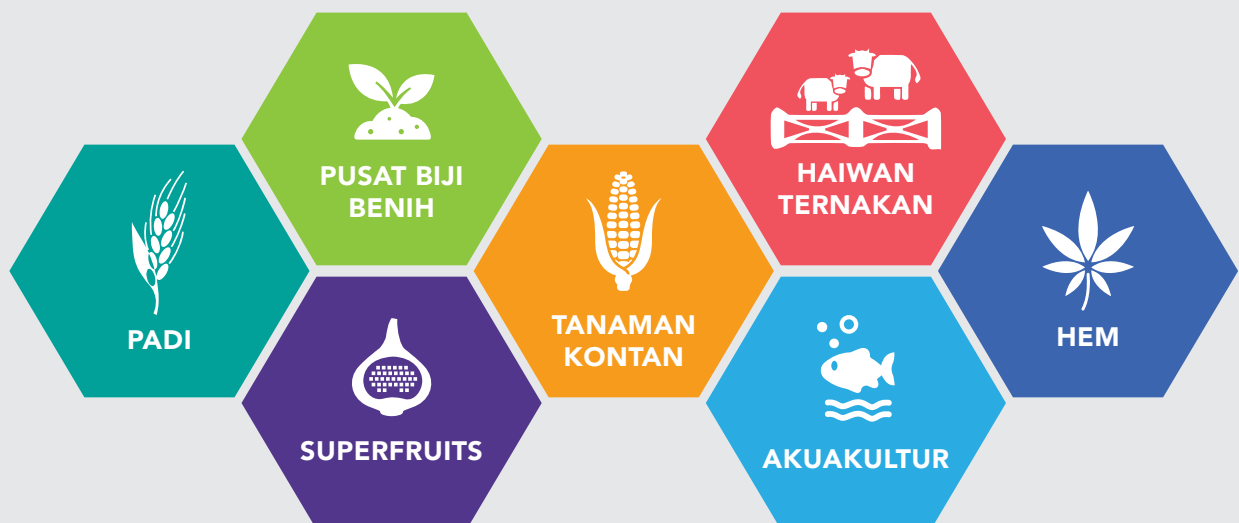 PADI
PUSAT BIJI
BENIH
SUPERFRUITS
TANAMAN
KONTAN
HAIWAN
TERNAKAN
AKUAKULTUR
HEM